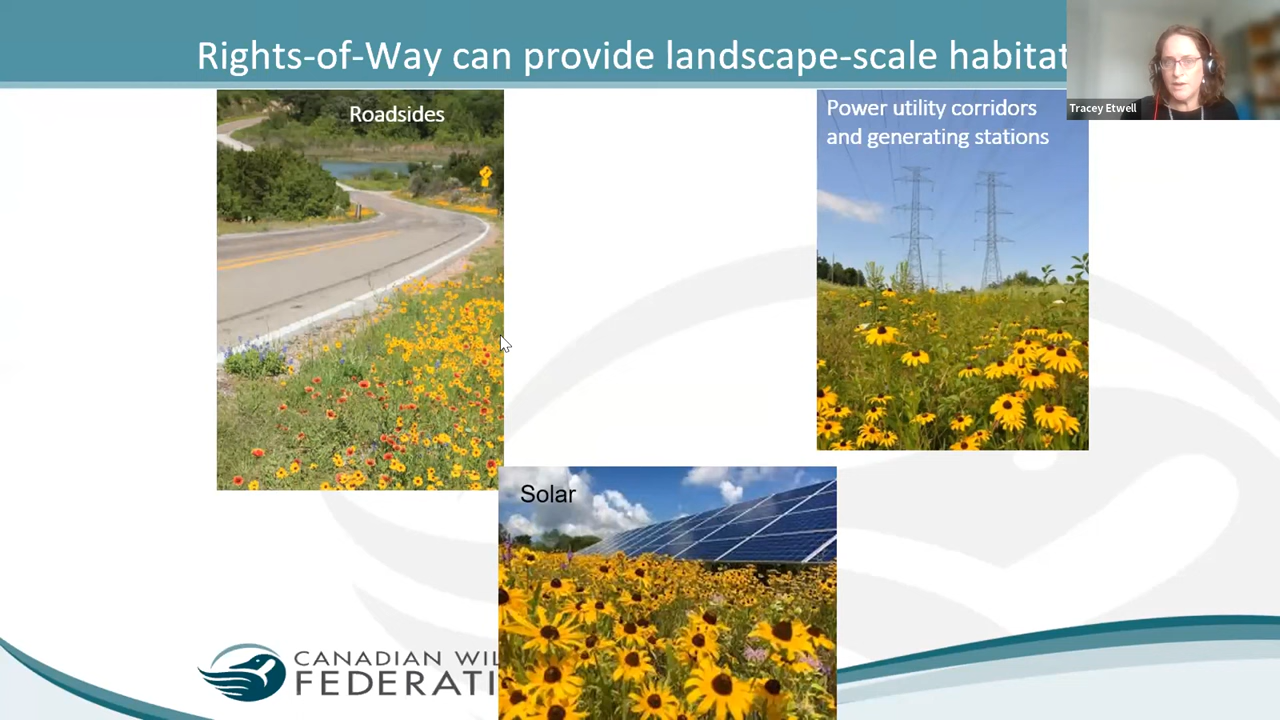 Rights-of-Way can provide landscape-scale habitat
Tracey Etwell
Roadsides
Power utility corridors
and generating stations
Solar
CANADIAN WIL
FEDERATI